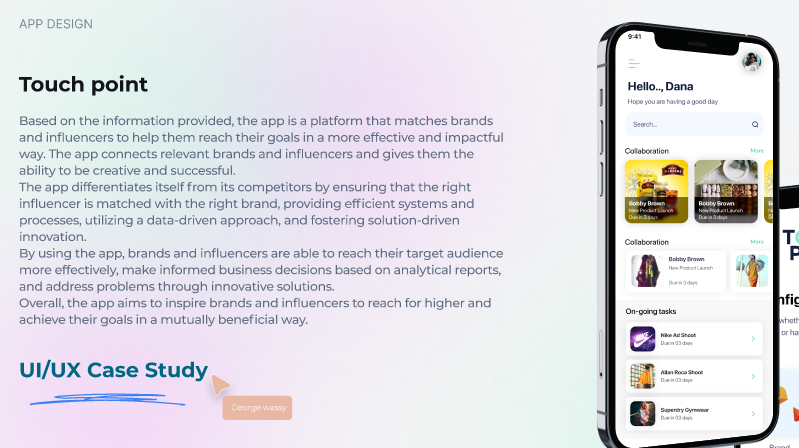 APP DESIGN
Touch point
Based on the information provided, the app is a platform that matches brands
and influencers to help them reach their goals in a more effective and impactful
way. The app connects relevant brands and influencers and gives them the
ability to be creative and successful.
The app differentiates itself from its competitors by ensuring that the right
influencer is matched with the right brand, providing efficient systems and
processes, utilizing a data-driven approach, and fostering solution-driven
innovation.
By using the app, brands and influencers are able to reach their target audience
more effectively, make informed business decisions based on analytical reports,
and address problems through innovative solutions.
Overall, the app aims to inspire brands and influencers to reach for higher and
achieve their goals in a mutually beneficial way.
UI/UX Case Study
George wassy
9:41
Hello.., Dana
Hope you are having a good day
Search...
Collaboration More
Bobby Brown
New Product Launch
Due in 3 days
Bobby Brown
New Product Launch
Due in 3 days
Collaboration More
Bobby Brown
New Product Launch
Due in 3 days
On-going tasks
Nike Ad Shoot
Due in 03 days
Allan Roca Shoot
Due in 03 days
Superdry Gymwear
Due in 03 days
or ha
Brand